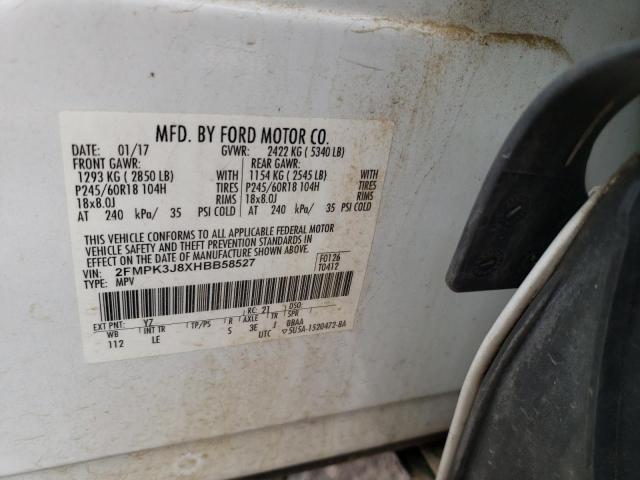 MFD. BY FORD MOTOR CO.
DATE: 01/17 GVWR: 2422 KG ( 5340 LB)
FRONT GAWR: REAR GAWR:
1293 KG ( 2850 LB) WITH 1154 KG ( 2545 LB) WITH
P245/60R18 104H TIRES P245/60R18 104H TIRES
18x8.0J RIMS 18x8.0J RIMS
AT 240 kPa/ 35 PSI COLD AT 240 kPa/ 35 PSI COLD
THIS VEHICLE CONFORMS TO ALL APPLICABLE FEDERAL MOTOR
VEHICLE SAFETY AND THEFT PREVENTION STANDARDS IN
EFFECT ON THE DATE OF MANUFACTURE SHOWN ABOVE.
VIN: 2FMPK3J8XHBB58527 F0126
TYPE: MPV T0412
EXT PNT: YZ RC: 21 DSO:
WB INT TR TP/PS R AXLE TR SPR
112 LE S 3E J BBAA
UTC 5U5A-1520472-BA